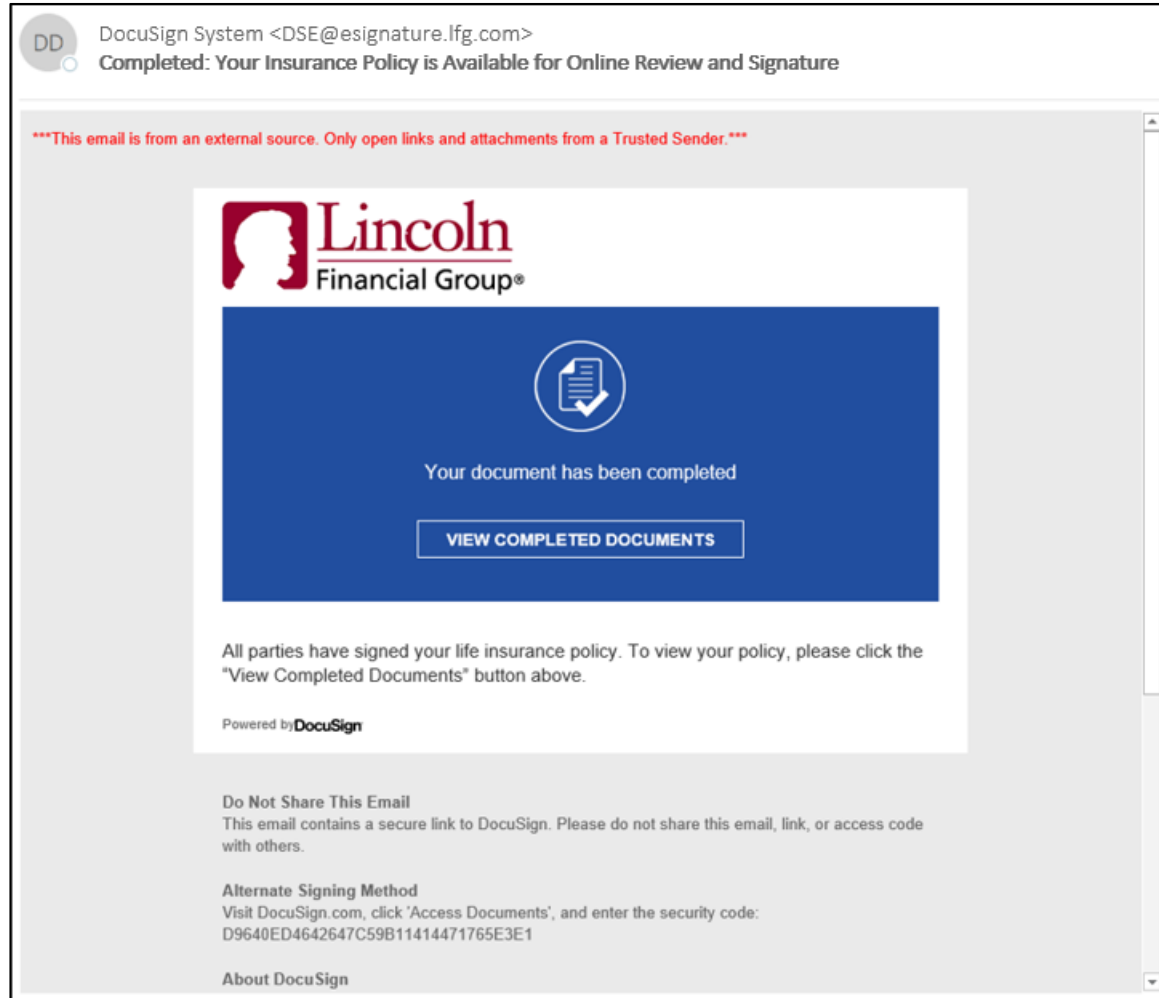 DD
DocuSign System <DSE@esignature.lfg.com>
Completed: Your Insurance Policy is Available for Online Review and Signature
***This email is from an external source. Only open links and attachments from a Trusted Sender.***
Lincoln
Financial Group®
Your document has been completed
VIEW COMPLETED DOCUMENTS
All parties have signed your life insurance policy. To view your policy, please click the
"View Completed Documents" button above.
Powered by DocuSign
Do Not Share This Email
This email contains a secure link to DocuSign. Please do not share this email, link, or access code
with others.
Alternate Signing Method
Visit DocuSign.com, click 'Access Documents', and enter the security code:
D9640ED4642647C59B11414471765E3E1
About DocuSign